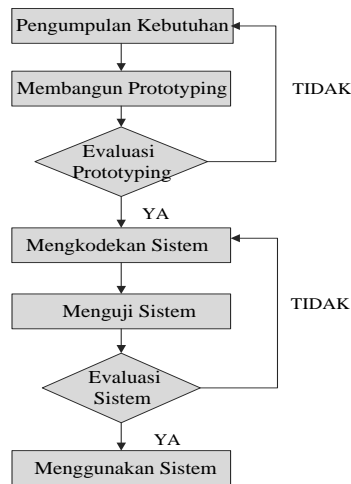 Pengumpulan Kebutuhan
Membangun Prototyping
TIDAK
Evaluasi
Prototyping
YA
Mengkodekan Sistem
Menguji Sistem
TIDAK
Evaluasi
Sistem
YA
Menggunakan Sistem